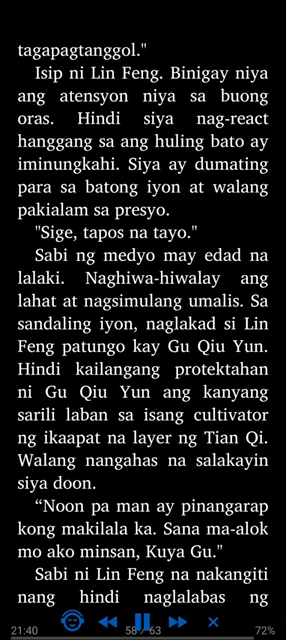 tagapagtanggol."
Isip ni Lin Feng. Binigay niya
ang atensyon niya sa buong
oras. Hindi siya nag-react
hanggang sa ang huling bato ay
iminungkahi. Siya ay dumating
para sa batong iyon at walang
pakialam sa presyo.
"Sige, tapos na tayo."
Sabi ng medyo may edad na
lalaki. Naghiwa-hiwalay ang
lahat at nagsimulang umalis. Sa
sandaling iyon, naglakad si Lin
Feng patungo kay Gu Qiu Yun.
Hindi kailangang protektahan
ni Gu Qiu Yun ang kanyang
sarili laban sa isang cultivator
ng ikaapat na layer ng Tian Qi.
Walang nangahas na salakayin
siya doon.
“Noon pa man ay pinangarap
kong makilala ka. Sana ma-alok
mo ako minsan, Kuya Gu."
Sabi ni Lin Feng na nakangiti
nang hindi naglalabas ng
21:40 58 / 63 72%